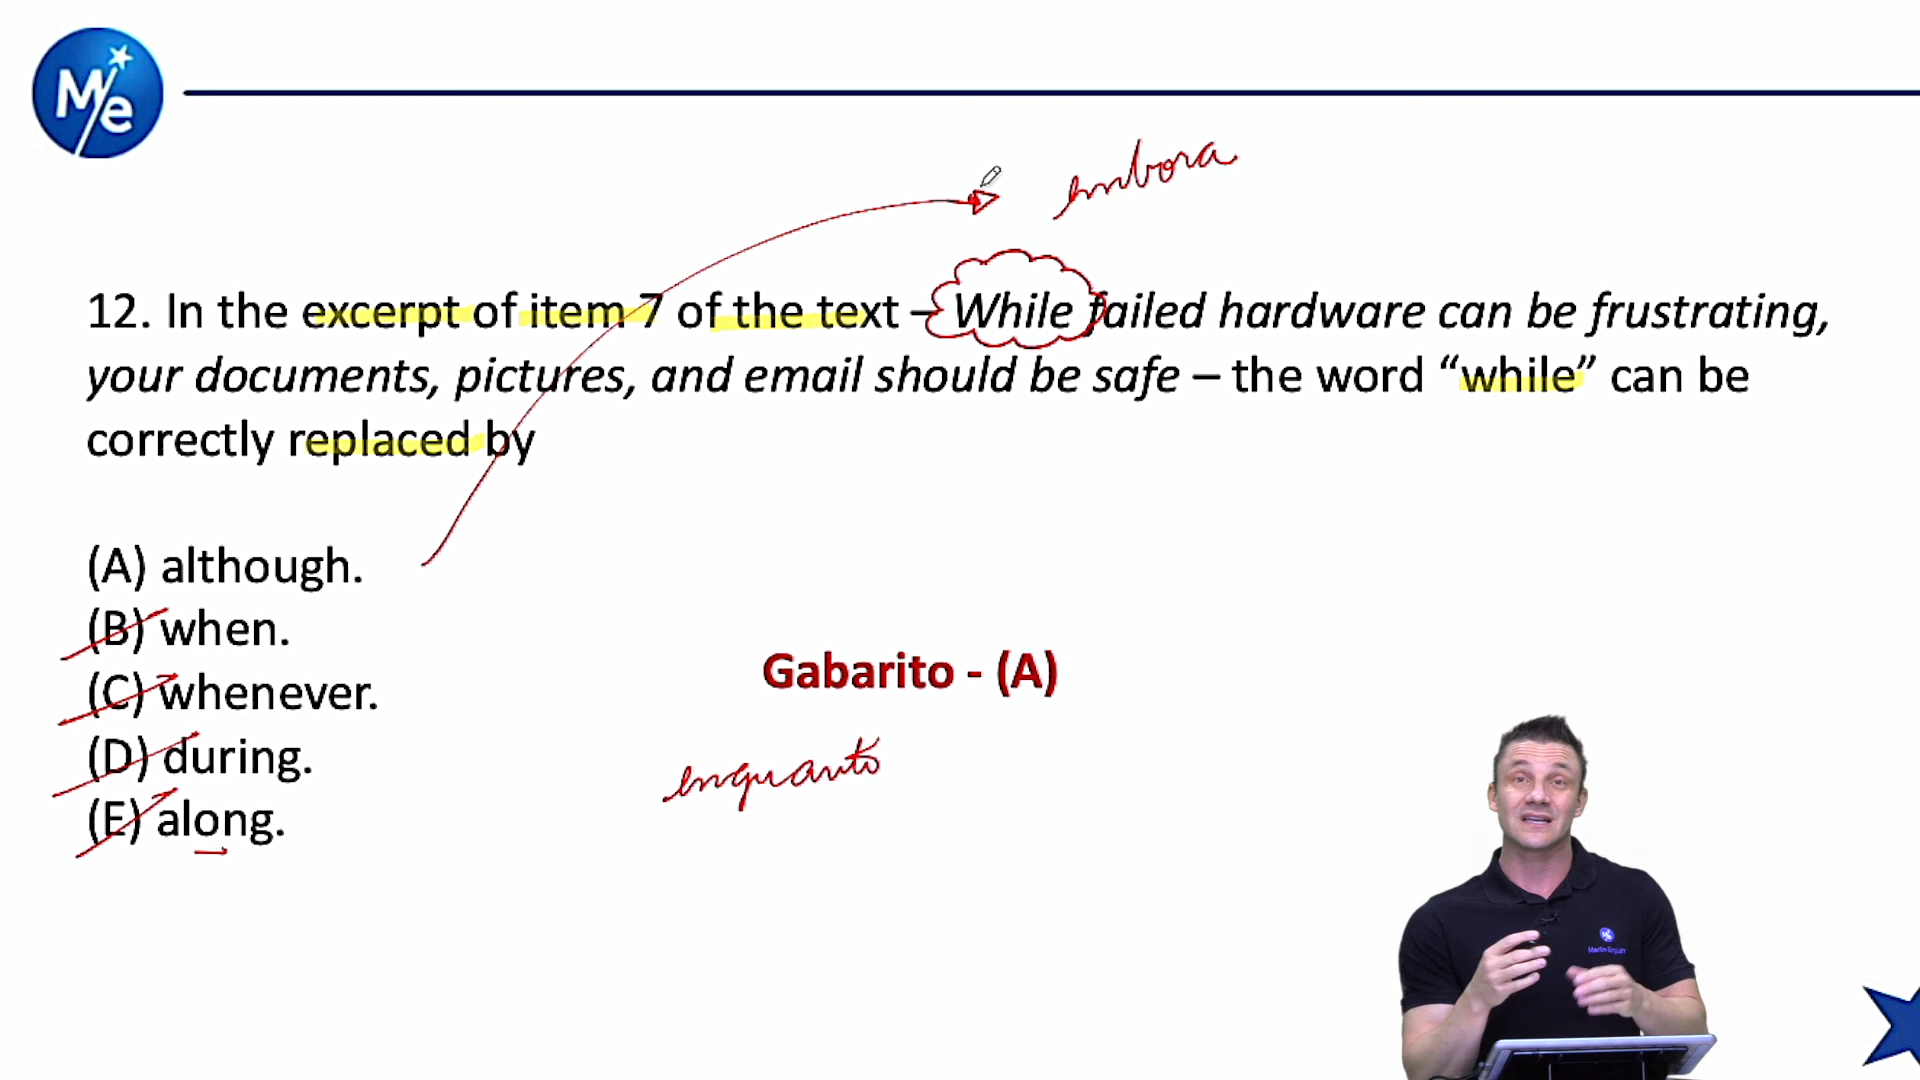 M/e
embora
12. In the excerpt of item 7 of the text – While failed hardware can be frustrating,
your documents, pictures, and email should be safe – the word “while” can be
correctly replaced by
(A) although.
(B) when.
(C) whenever.
(D) during.
(E) along.
Gabarito - (A)
enquanto